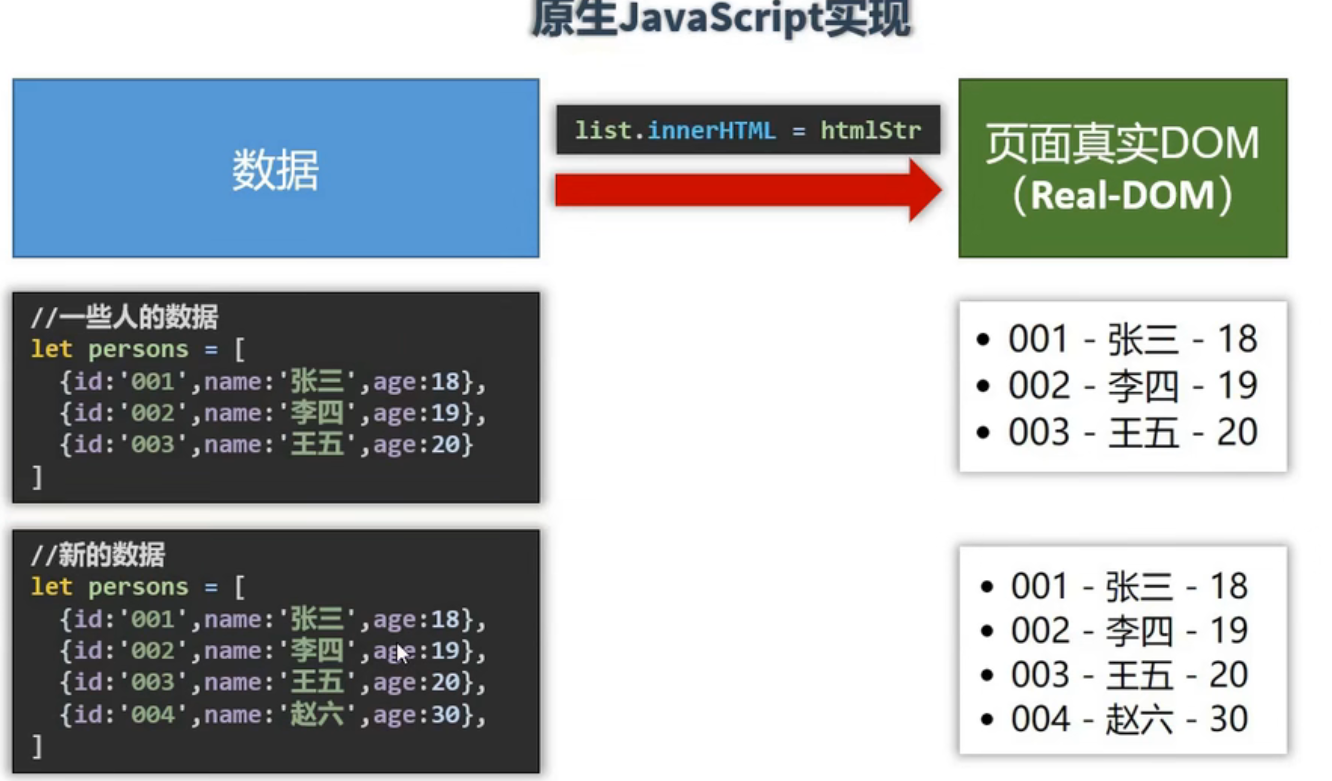 原生JavaScript实现
数据
list.innerHTML = htmlStr
页面真实DOM
（Real-DOM）
//一些人的数据
let persons = [
{id:'001',name:'张三',age:18},
{id:'002',name:'李四',age:19},
{id:'003',name:'王五',age:20}
]
• 001 - 张三 - 18
• 002 - 李四 - 19
• 003 - 王五 - 20
//新的数据
let persons = [
{id:'001',name:'张三',age:18},
{id:'002',name:'李四',age:19},
{id:'003',name:'王五',age:20},
{id:'004',name:'赵六',age:30},
]
• 001 - 张三 - 18
• 002 - 李四 - 19
• 003 - 王五 - 20
• 004 - 赵六 - 30